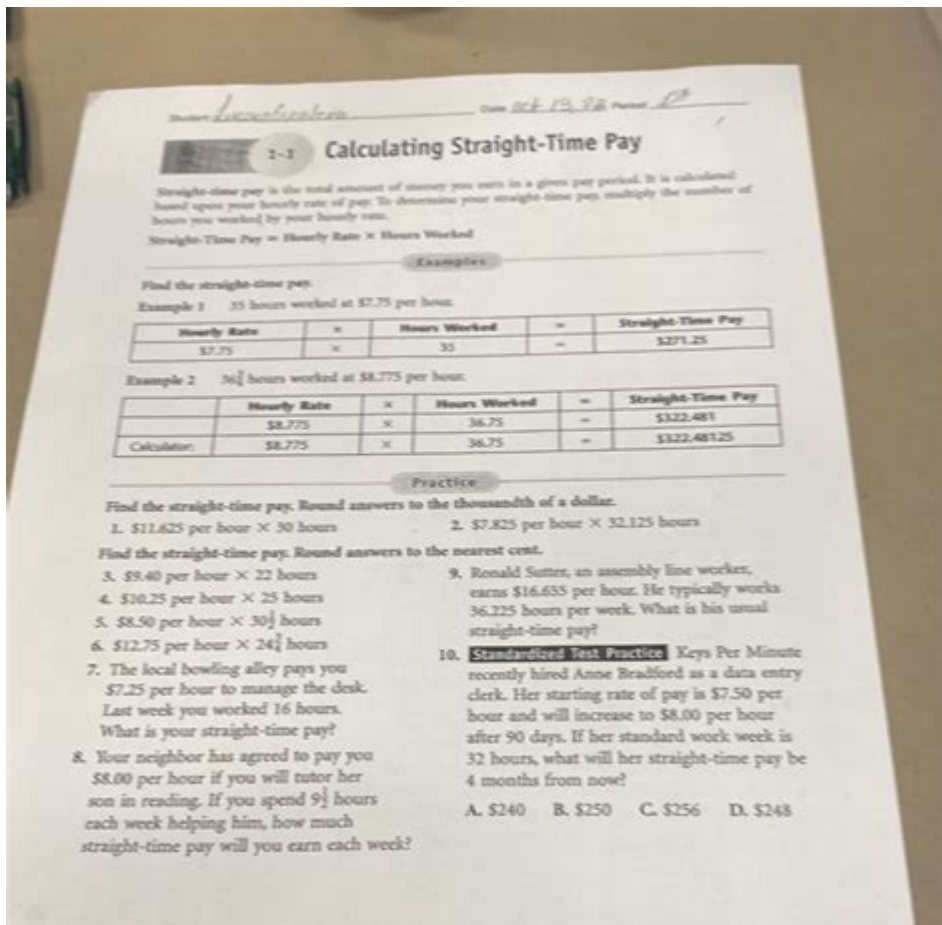 Student Date Oct 19, 22 Period
1-1 Calculating Straight-Time Pay
Straight-time pay is the total amount of money you earn in a given pay period. It is calculated
based upon your hourly rate of pay. To determine your straight-time pay, multiply the number of
hours you worked by your hourly rate.
Straight-Time Pay = Hourly Rate × Hours Worked
Examples
Find the straight-time pay.
Example 1 35 hours worked at $7.75 per hour.
Hourly Rate × Hours Worked = Straight-Time Pay
$7.75 × 35 = $271.25
Example 2 36¾ hours worked at $8.775 per hour.
Hourly Rate × Hours Worked = Straight-Time Pay
$8.775 × 36.75 = $322.481
Calculator: $8.775 × 36.75 = $322.48125
Practice
Find the straight-time pay. Round answers to the thousandth of a dollar.
1. $11.625 per hour × 30 hours
2. $7.825 per hour × 32.125 hours
Find the straight-time pay. Round answers to the nearest cent.
3. $9.40 per hour × 22 hours
4. $10.25 per hour × 25 hours
5. $8.50 per hour × hours
6. $12.75 per hour × hours
7. The local bowling alley pays you
$7.25 per hour to manage the desk.
Last week you worked 16 hours.
What is your straight-time pay?
8. Your neighbor has agreed to pay you
$8.00 per hour if you will tutor her
son in reading. If you spend hours
each week helping him, how much
straight-time pay will you earn each week?
9. Ronald Sutter, an assembly line worker,
earns $16.655 per hour. He typically works
36.225 hours per week. What is his usual
straight-time pay?
10. Standardized Test Practice Keys Per Minute
recently hired Anne Bradford as a data entry
clerk. Her starting rate of pay is $7.50 per
hour and will increase to $8.00 per hour
after 90 days. If her standard work week is
32 hours, what will her straight-time pay be
4 months from now?
A. $240 B. $250 C. $256 D. $248